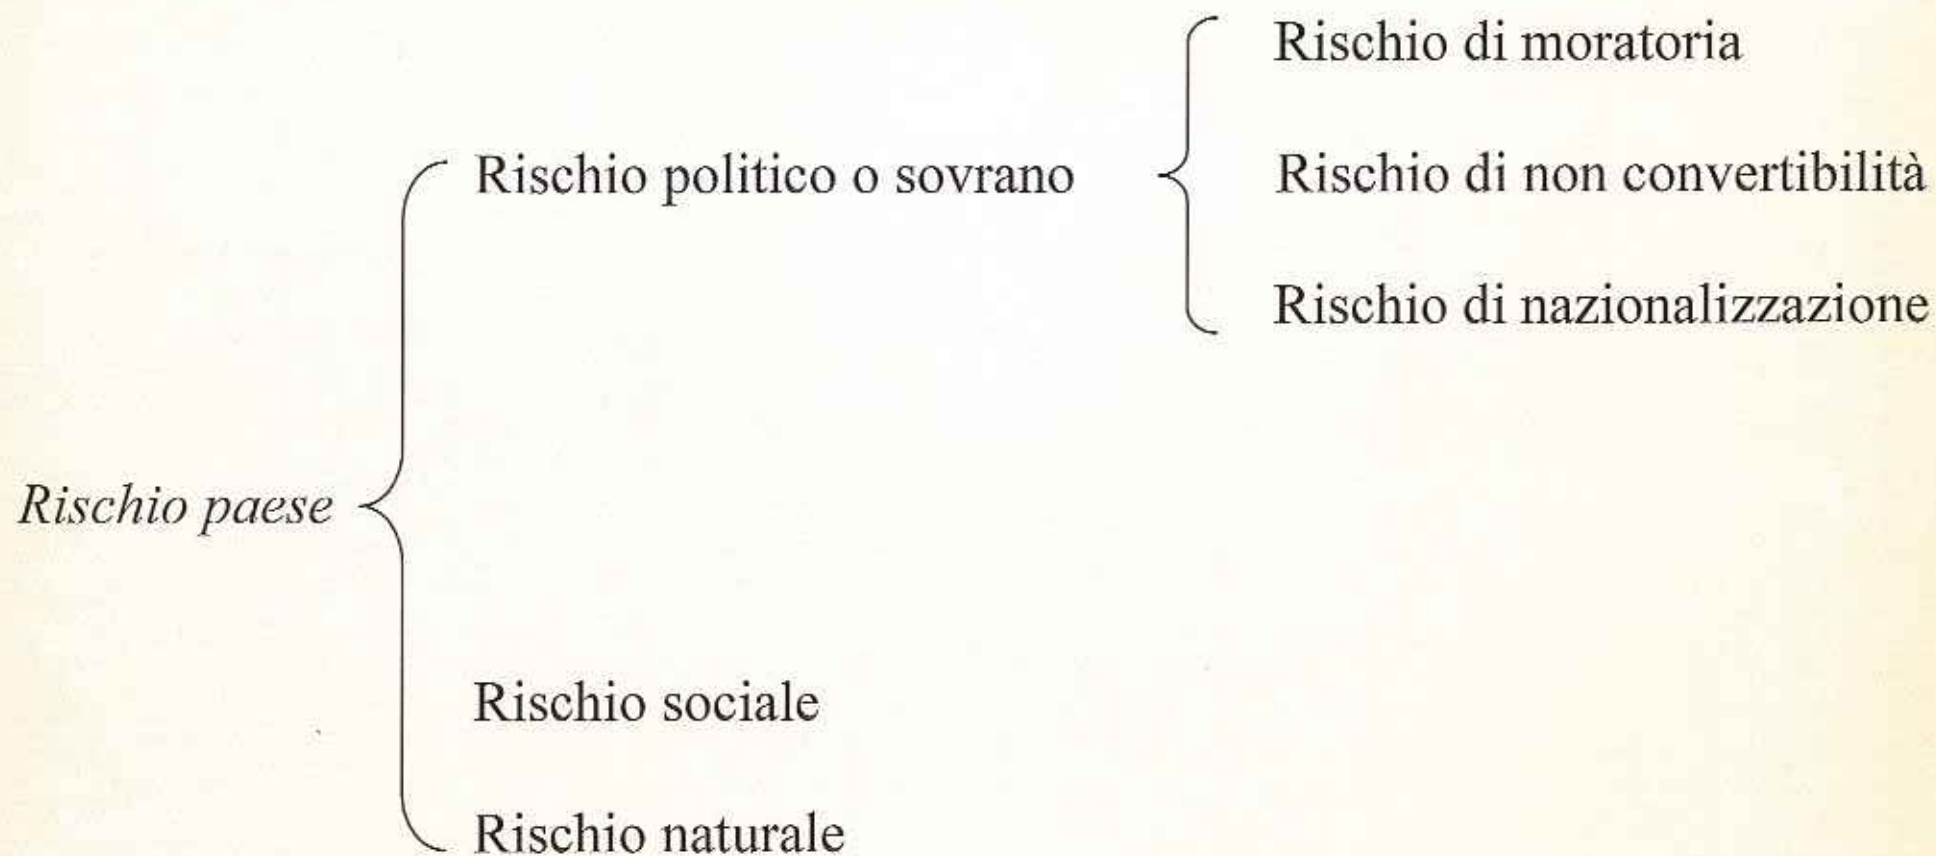 Rischio di moratoria
Rischio politico o sovrano
Rischio di non convertibilità
Rischio di nazionalizzazione
Rischio paese
Rischio sociale
Rischio naturale